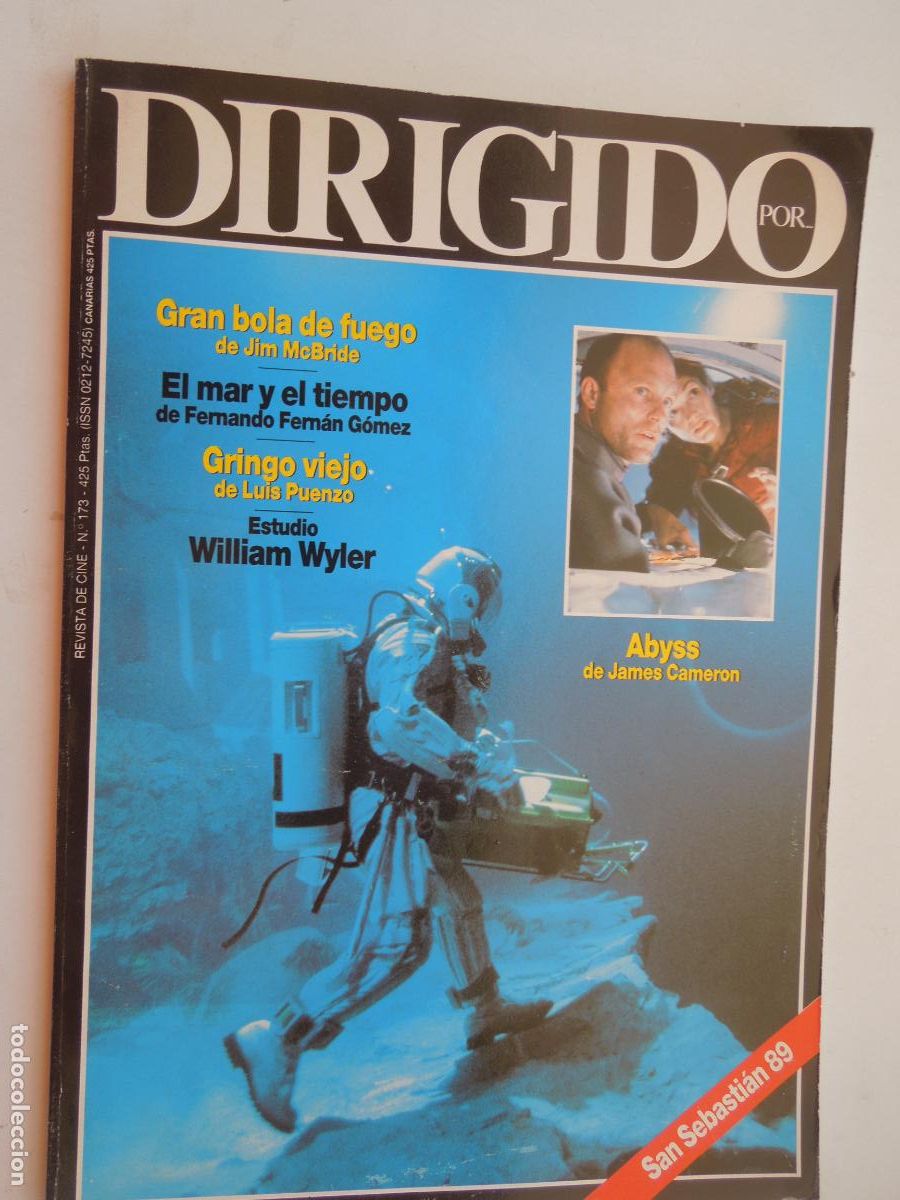 DIRIGIDO
POR...
REVISTA DE CINE - N.º 173 - 425 Ptas. (ISSN 0212-7245) CANARIAS 425 PTAS.
Gran bola de fuego
de Jim McBride
El mar y el tiempo
de Fernando Fernán Gómez
Gringo viejo
de Luis Puenzo
Estudio
William Wyler
Abyss
de James Cameron
San Sebastián 89
todocoleccion